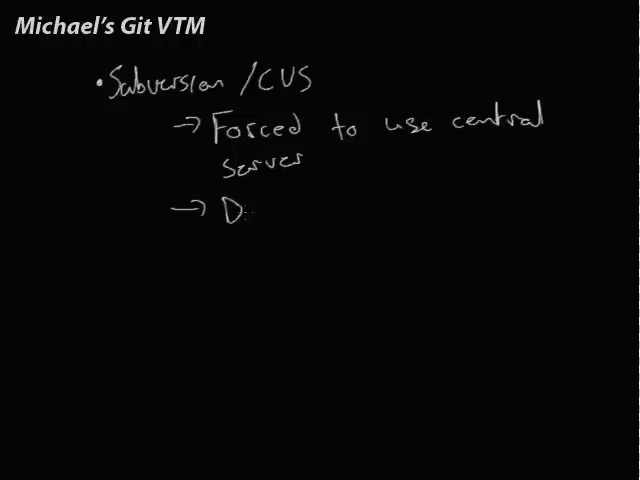 Michael's Git VTM
• Subversion /CVS
→ Forced to use central
server
→ D